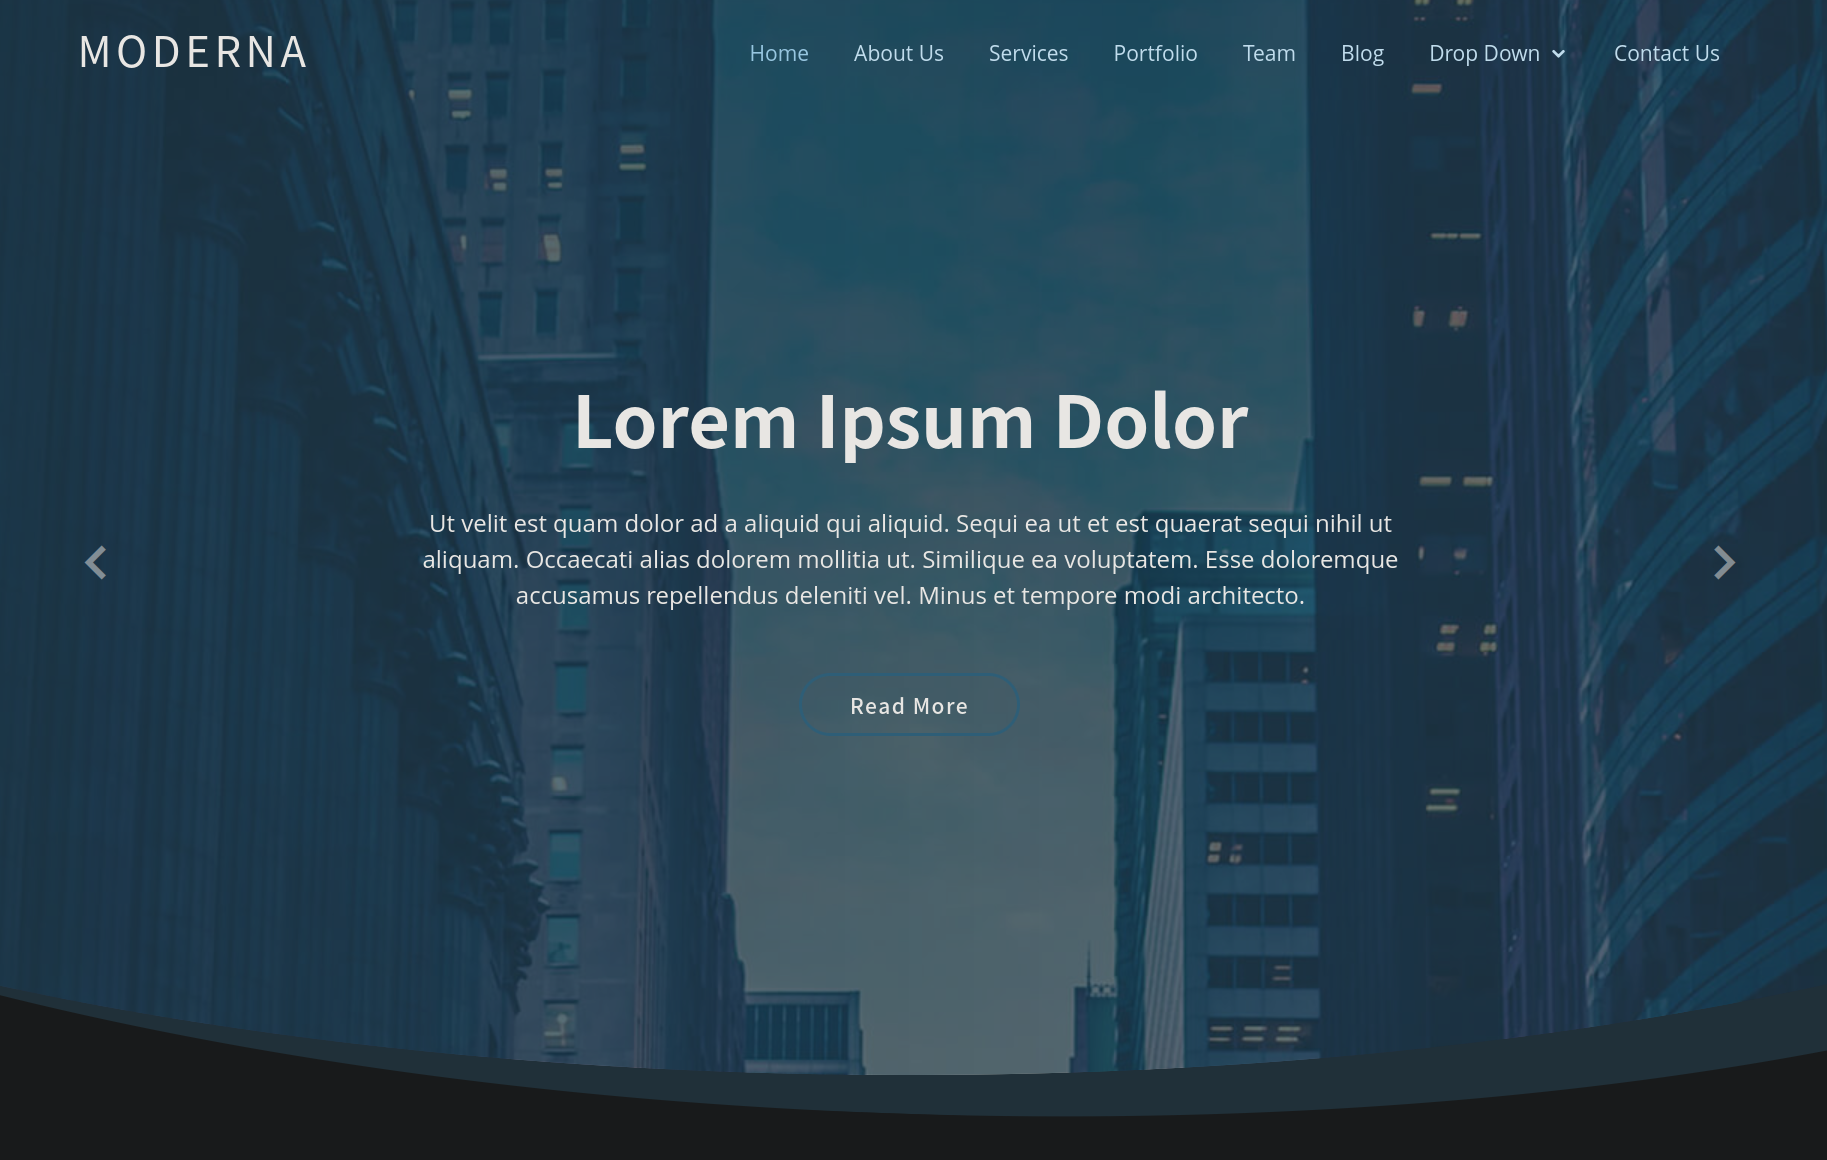 MODERNA
Home About Us Services Portfolio Team Blog Drop Down Contact Us
Lorem Ipsum Dolor
Ut velit est quam dolor ad a aliquid qui aliquid. Sequi ea ut et est quaerat sequi nihil ut
aliquam. Occaecati alias dolorem mollitia ut. Similique ea voluptatem. Esse doloremque
accusamus repellendus deleniti vel. Minus et tempore modi architecto.
Read More